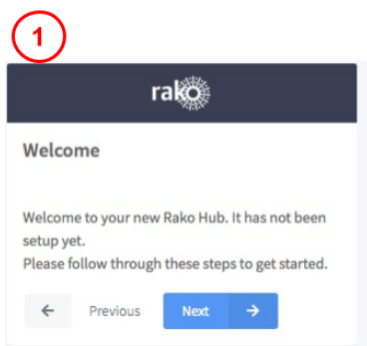 1
rako
Welcome
Welcome to your new Rako Hub. It has not been
setup yet.
Please follow through these steps to get started.
← Previous Next →